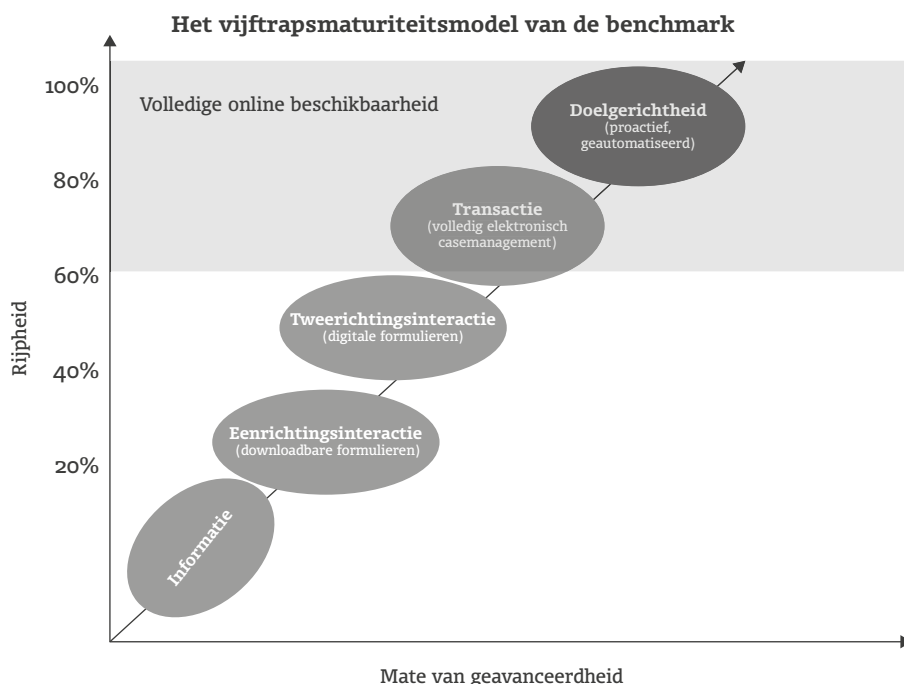 Het vijftrapsmaturiteitsmodel van de benchmark
100%
Volledige online beschikbaarheid
Doelgerichtheid
(proactief,
geautomatiseerd)
80%
Transactie
(volledig elektronisch
casemanagement)
60%
Tweerichtingsinteractie
(digitale formulieren)
Rijpheid
40%
Eenrichtingsinteractie
(downloadbare formulieren)
20%
Informatie
Mate van geavanceerdheid